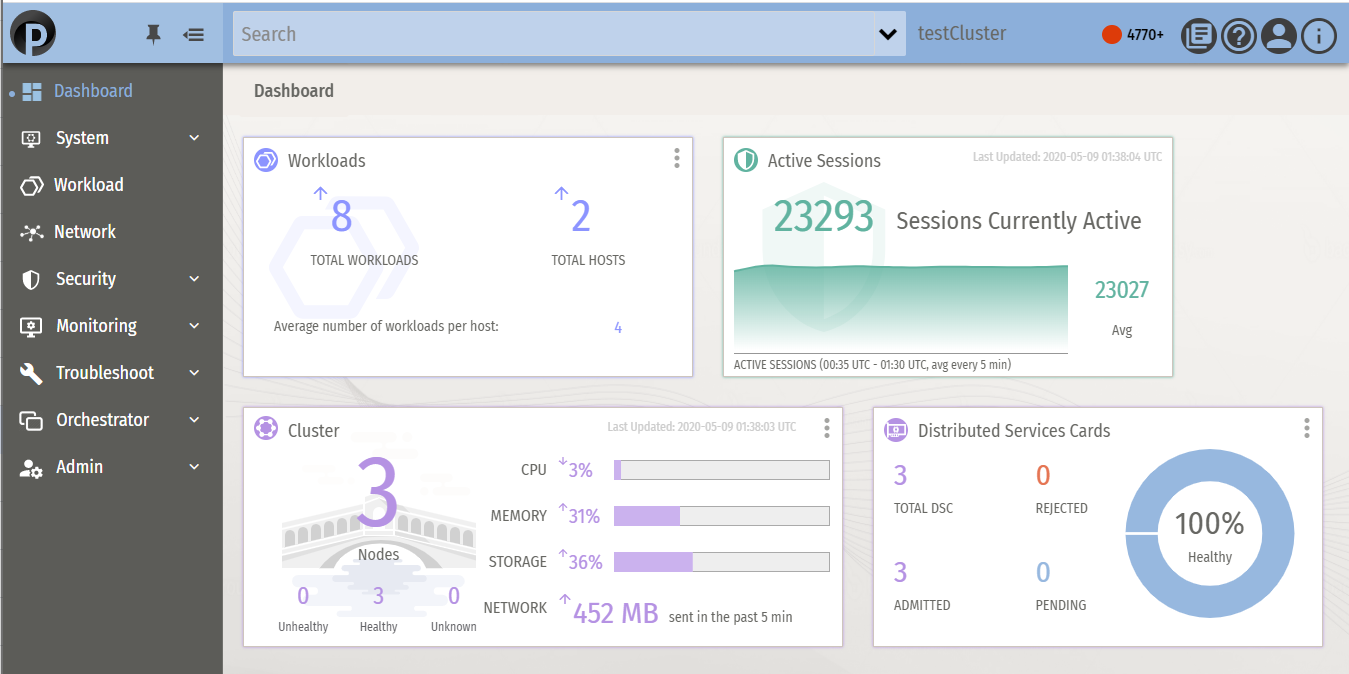 P
Search
testCluster
4770+
Dashboard
System
Workload
Network
Security
Monitoring
Troubleshoot
Orchestrator
Admin
Dashboard
Workloads
8
TOTAL WORKLOADS
2
TOTAL HOSTS
Average number of workloads per host: 4
Active Sessions
Last Updated: 2020-05-09 01:38:04 UTC
23293 Sessions Currently Active
23027
Avg
ACTIVE SESSIONS (00:35 UTC - 01:30 UTC, avg every 5 min)
Cluster
Last Updated: 2020-05-09 01:38:03 UTC
3
Nodes
0
Unhealthy
3
Healthy
0
Unknown
CPU 3%
MEMORY 31%
STORAGE 36%
NETWORK 452 MB sent in the past 5 min
Distributed Services Cards
3
TOTAL DSC
0
REJECTED
3
ADMITTED
0
PENDING
100%
Healthy